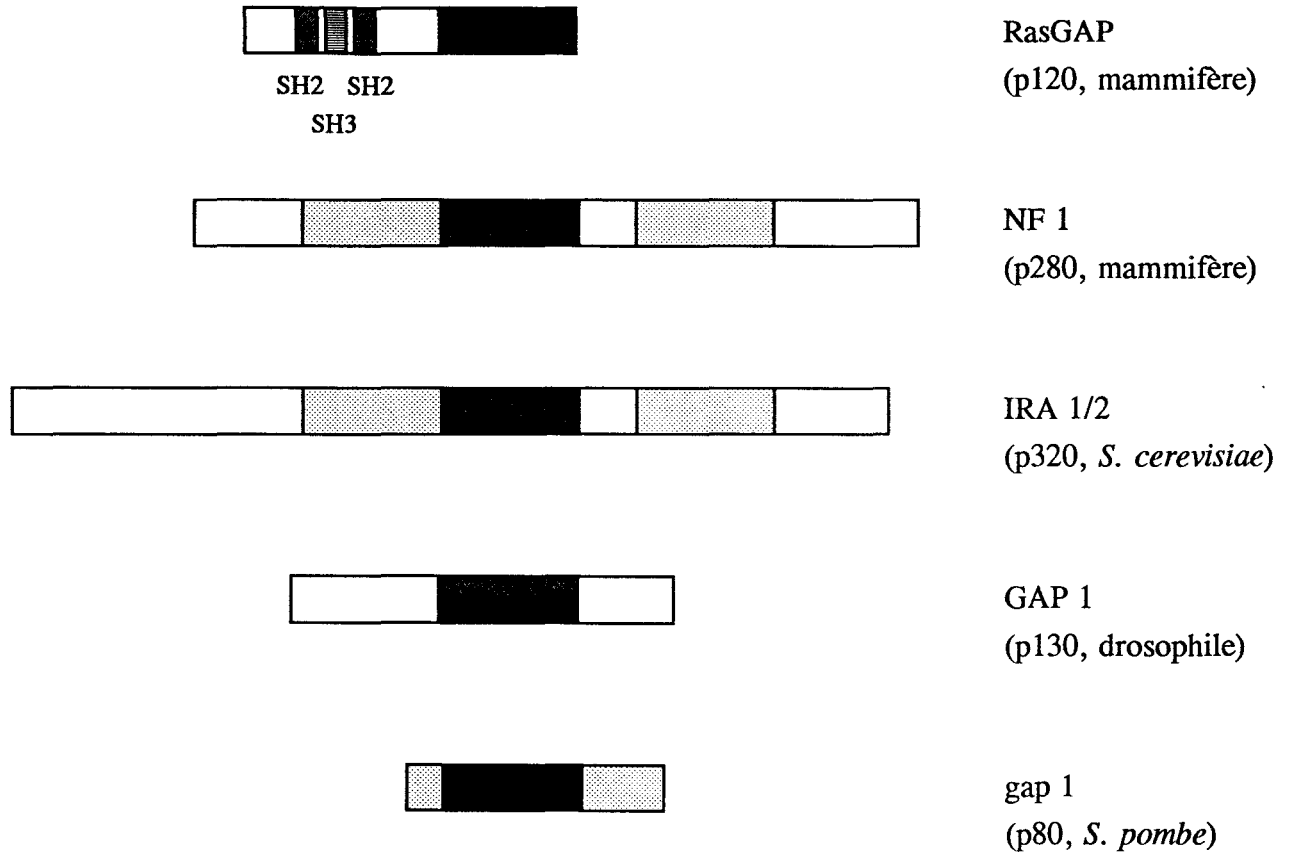 RasGAP
(p120, mammifère)
SH2 SH2
SH3
NF 1
(p280, mammifère)
IRA 1/2
(p320, S. cerevisiae)
GAP 1
(p130, drosophile)
gap 1
(p80, S. pombe)